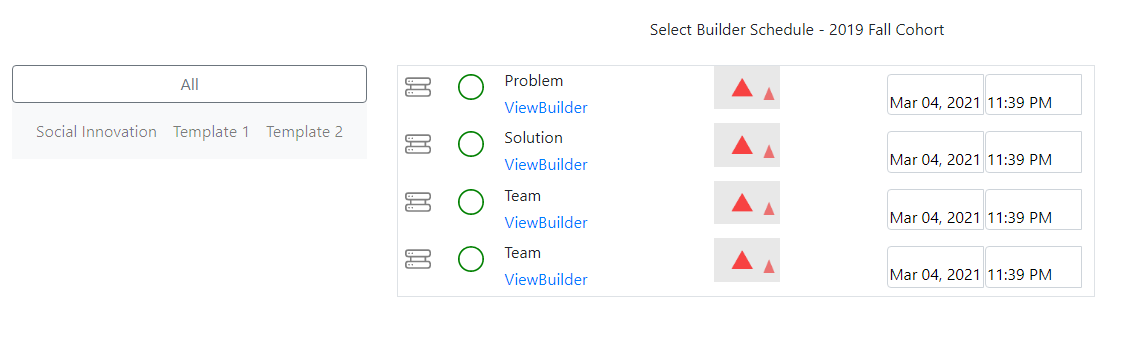 Select Builder Schedule - 2019 Fall Cohort
All
Social Innovation Template 1 Template 2
Problem
ViewBuilder
Mar 04, 2021 11:39 PM
Solution
ViewBuilder
Mar 04, 2021 11:39 PM
Team
ViewBuilder
Mar 04, 2021 11:39 PM
Team
ViewBuilder
Mar 04, 2021 11:39 PM